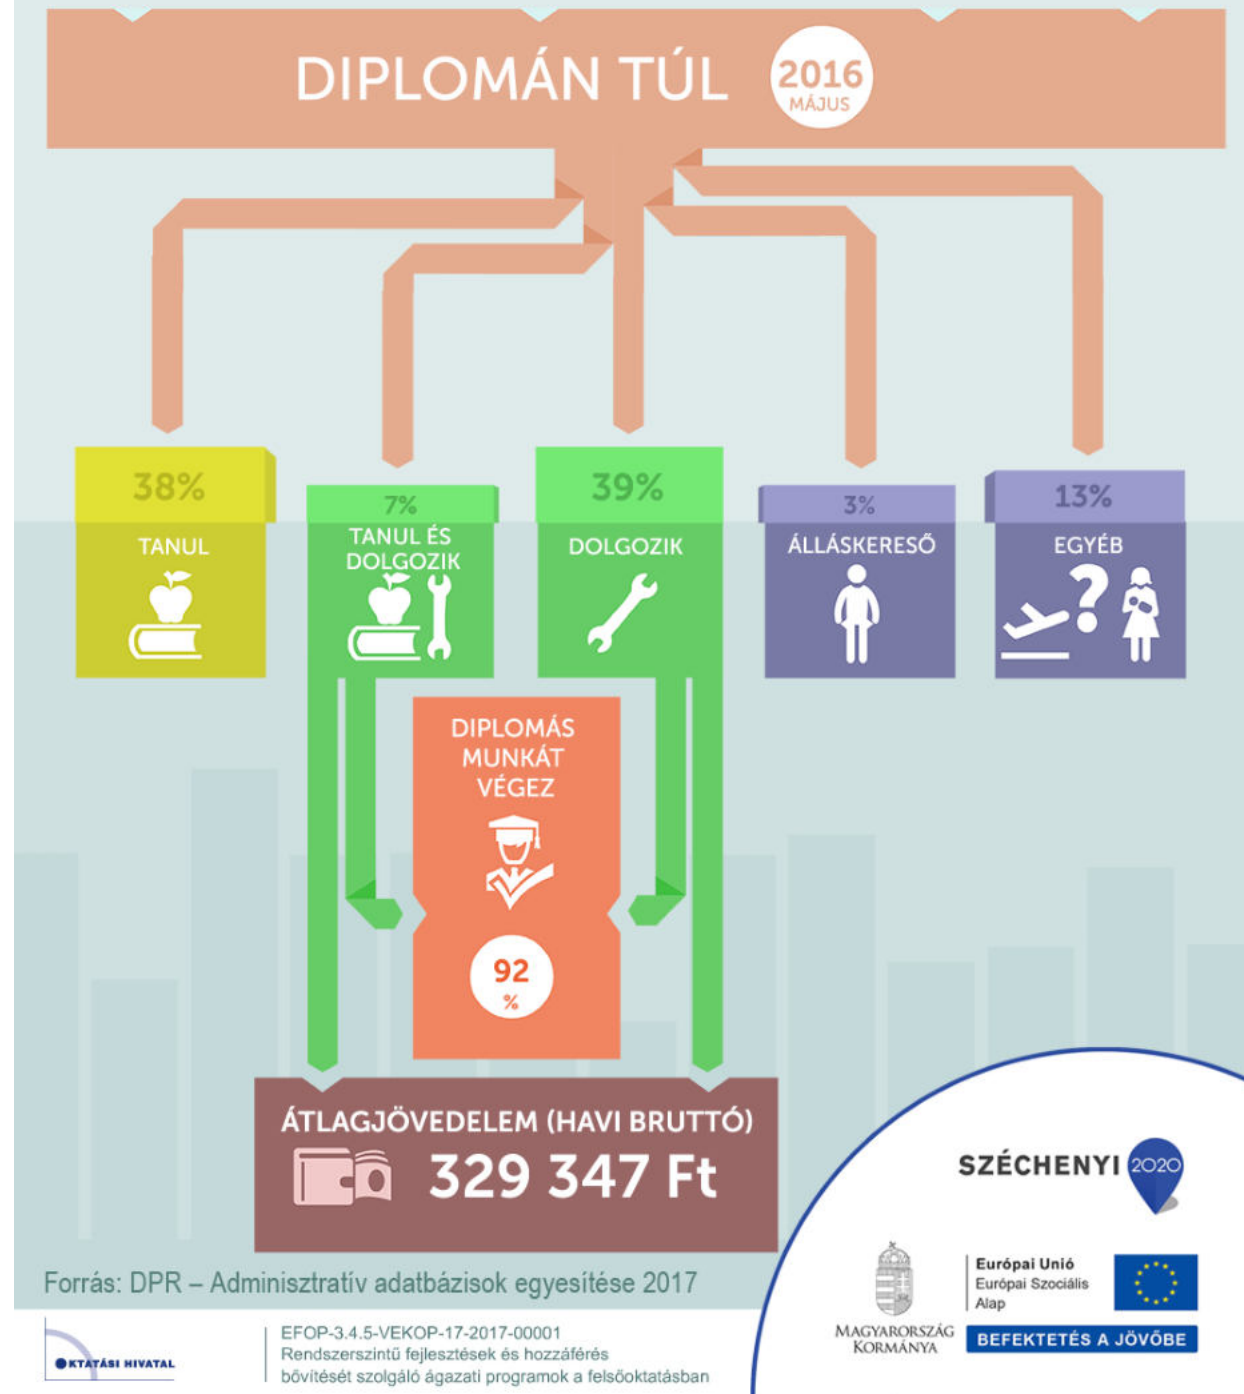 DIPLOMÁN TÚL
2016
MÁJUS
38%
TANUL
7%
TANUL ÉS
DOLGOZIK
39%
DOLGOZIK
3%
ÁLLÁSKERESŐ
13%
EGYÉB
?
DIPLOMÁS
MUNKÁT
VÉGEZ
92
%
ÁTLAGJÖVEDELEM (HAVI BRUTTÓ)
329 347 Ft
Forrás: DPR – Adminisztratív adatbázisok egyesítése 2017
OKTATÁSI HIVATAL
EFOP-3.4.5-VEKOP-17-2017-00001
Rendszerszintű fejlesztések és hozzáférés
bővítését szolgáló ágazati programok a felsőoktatásban
SZÉCHENYI 2020
MAGYARORSZÁG
KORMÁNYA
Európai Unió
Európai Szociális
Alap
BEFEKTETÉS A JÖVŐBE